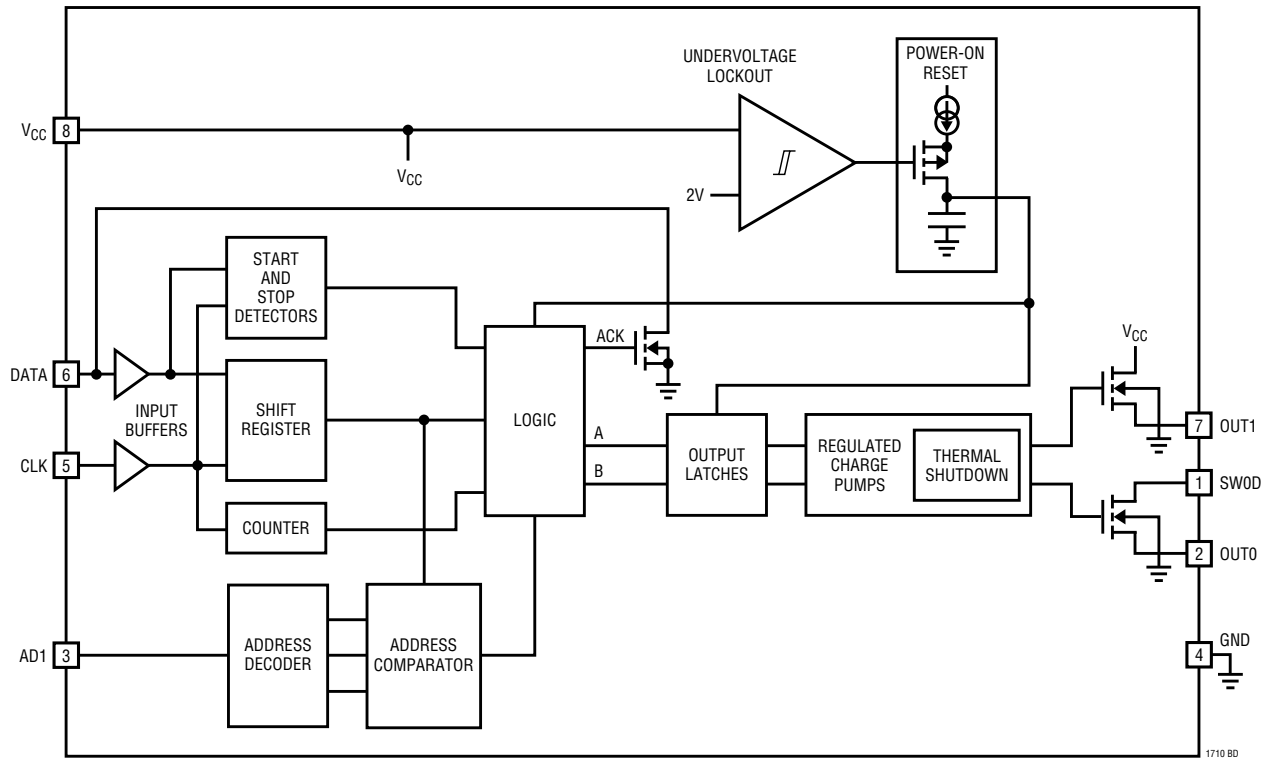 UNDERVOLTAGE
LOCKOUT
POWER-ON
RESET
VCC 8
VCC
2V
START
AND
STOP
DETECTORS
DATA 6
INPUT
BUFFERS
SHIFT
REGISTER
CLK 5
COUNTER
LOGIC
ACK
A
B
OUTPUT
LATCHES
REGULATED
CHARGE
PUMPS
THERMAL
SHUTDOWN
VCC
7 OUT1
1 SW0D
2 OUT0
AD1 3
ADDRESS
DECODER
ADDRESS
COMPARATOR
GND
4
1710 BD